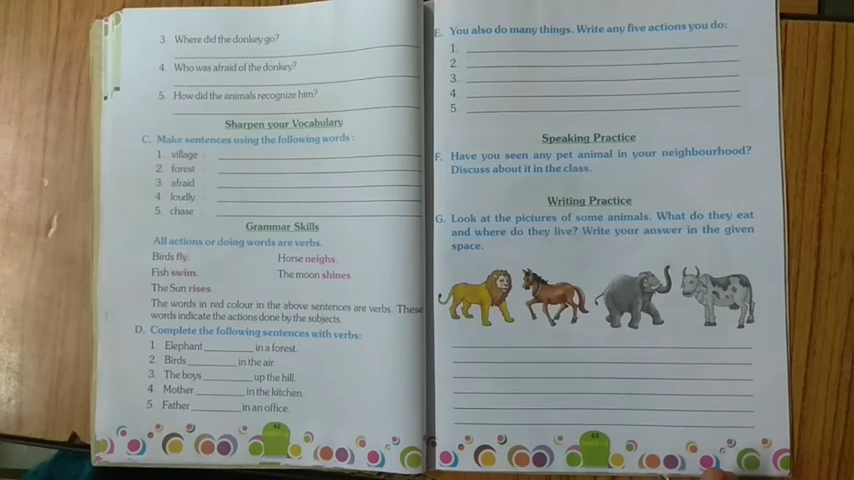 3. Where did the donkey go?
4. Who was afraid of the donkey?
5. How did the animals recognize him?
Sharpen your Vocabulary
C. Make sentences using the following words :
1. village
2. forest
3. afraid
4. loudly
5. chase
Grammar Skills
All actions or doing words are verbs.
Birds fly. Horse neighs.
Fish swim. The moon shines
The Sun rises.
The words in red colour in the above sentences are verbs. These
words indicate the actions done by the subjects.
D. Complete the following sentences with verbs:
1. Elephant ________ in a forest.
2. Birds ________ in the air.
3. The boys ________ up the hill.
4. Mother ________ in the kitchen.
5. Father ________ in an office.
E. You also do many things. Write any five actions you do:
1.
2.
3.
4.
5.
Speaking Practice
F. Have you seen any pet animal in your neighbourhood?
Discuss about it in the class.
Writing Practice
G. Look at the pictures of some animals. What do they eat
and where do they live? Write your answer in the given
space.